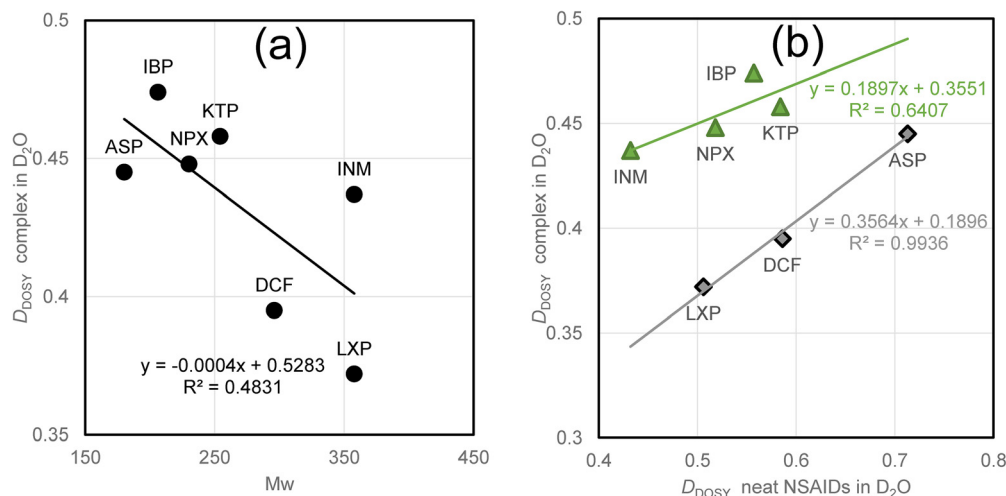 (a)
0.5
0.45
0.4
0.35
D_DOSY complex in D₂O
IBP
KTP
ASP
NPX
INM
DCF
LXP
y = -0.0004x + 0.5283
R² = 0.4831
150
250
350
450
Mw
(b)
0.5
0.45
0.4
0.35
0.3
D_DOSY complex in D₂O
IBP
y = 0.1897x + 0.3551
R² = 0.6407
KTP
NPX
INM
ASP
y = 0.3564x + 0.1896
R² = 0.9936
DCF
LXP
0.4
0.5
0.6
0.7
0.8
D_DOSY neat NSAIDs in D₂O